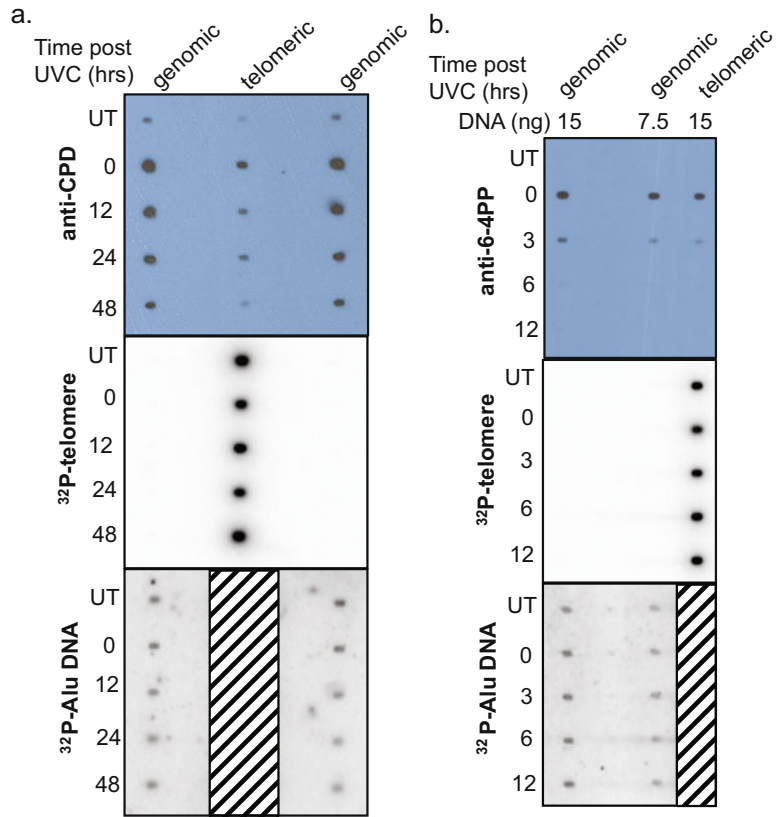 a.
Time post
UVC (hrs)
genomic
telomeric
genomic
anti-CPD
UT
0
12
24
48
³²P-telomere
UT
0
12
24
48
³²P-Alu DNA
UT
0
12
24
48
b.
Time post
UVC (hrs)
genomic
genomic
telomeric
DNA (ng) 15 7.5 15
anti-6-4PP
UT
0
3
6
12
³²P-telomere
UT
0
3
6
12
³²P-Alu DNA
UT
0
3
6
12